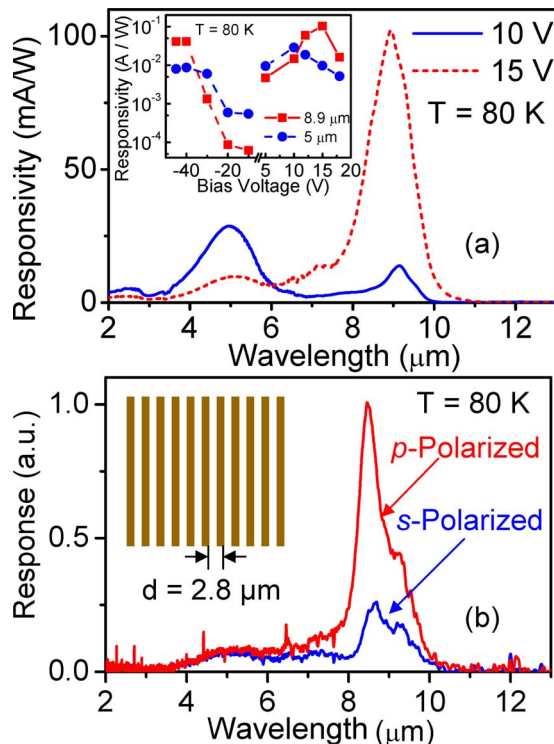 Responsivity (mA/W)
100
50
0
10 V
15 V
T = 80 K
(a)
Responsivity (A / W)
10⁻¹
10⁻²
10⁻³
10⁻⁴
T = 80 K
8.9 μm
5 μm
-40 -20 5 10 15 20
Bias Voltage (V)
2 4 6 8 10 12
Wavelength (μm)
Response (a.u.)
1.0
0.5
0.0
T = 80 K
p-Polarized
s-Polarized
d = 2.8 μm
(b)
2 4 6 8 10 12
Wavelength (μm)